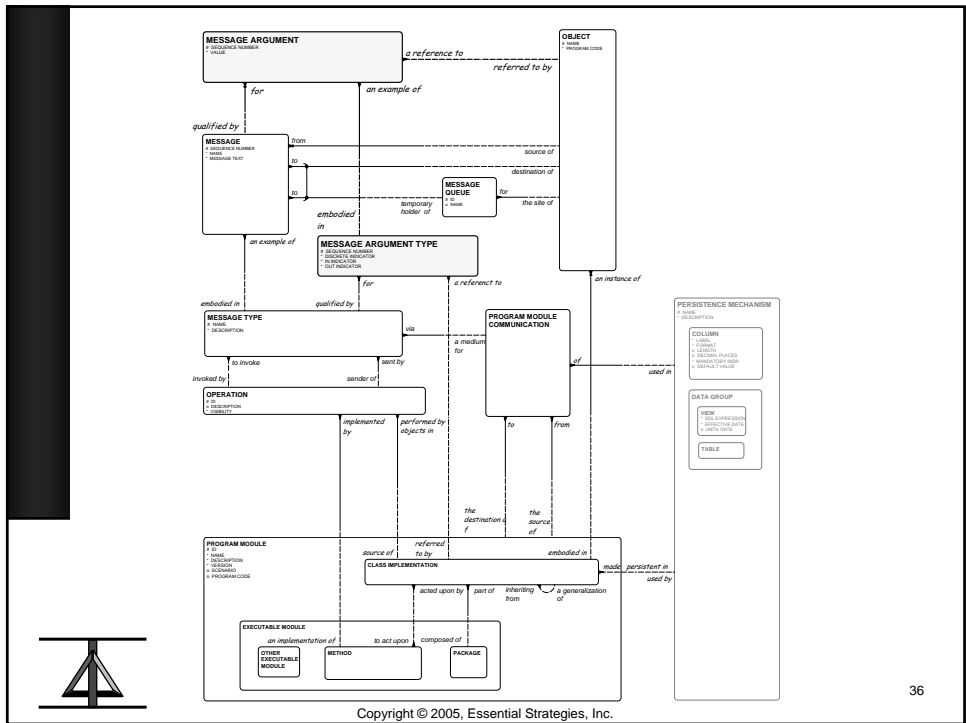 MESSAGE ARGUMENT
# SEQUENCE NUMBER
* VALUE
OBJECT
# NAME
* PROGRAM CODE
a reference to
referred to by
for
an example of
qualified by
MESSAGE
# SEQUENCE NUMBER
* NAME
* MESSAGE TEXT
from
source of
to
destination of
to
temporary
holder of
MESSAGE
QUEUE
# ID
o NAME
for
the site of
embodied
in
an example of
MESSAGE ARGUMENT TYPE
# SEQUENCE NUMBER
* DISCRETE INDICATOR
* IN INDICATOR
* OUT INDICATOR
an instance of
for
a referenct to
embodied in
qualified by
MESSAGE TYPE
# NAME
* DESCRIPTION
via
a medium
for
PROGRAM MODULE
COMMUNICATION
PERSISTENCE MECHANISM
# NAME
* DESCRIPTION
COLUMN
* LABEL
* FORMAT
o LENGTH
o DECIMAL PLACES
* MANDATORY INDR
o DEFAULT VALUE
to invoke
sent by
of
used in
invoked by
sender of
OPERATION
# ID
o DESCRIPTION
* VISIBILITY
DATA GROUP
VIEW
* SQL EXPRESSION
* EFFECTIVE DATE
o UNTIL DATE
TABLE
implemented
by
performed by
objects in
to
from
the
destination o
f
the
source
of
PROGRAM MODULE
# ID
* NAME
* DESCRIPTION
* VERSION
o SCENARIO
o PROGRAM CODE
source of
referred
to by
embodied in
CLASS IMPLEMENTATION
made persistent in
used by
acted upon by
part of
inheriting
from
a generalization
of
EXECUTABLE MODULE
an implementation of
to act upon
composed of
OTHER
EXECUTABLE
MODULE
METHOD
PACKAGE
36
Copyright © 2005, Essential Strategies, Inc.